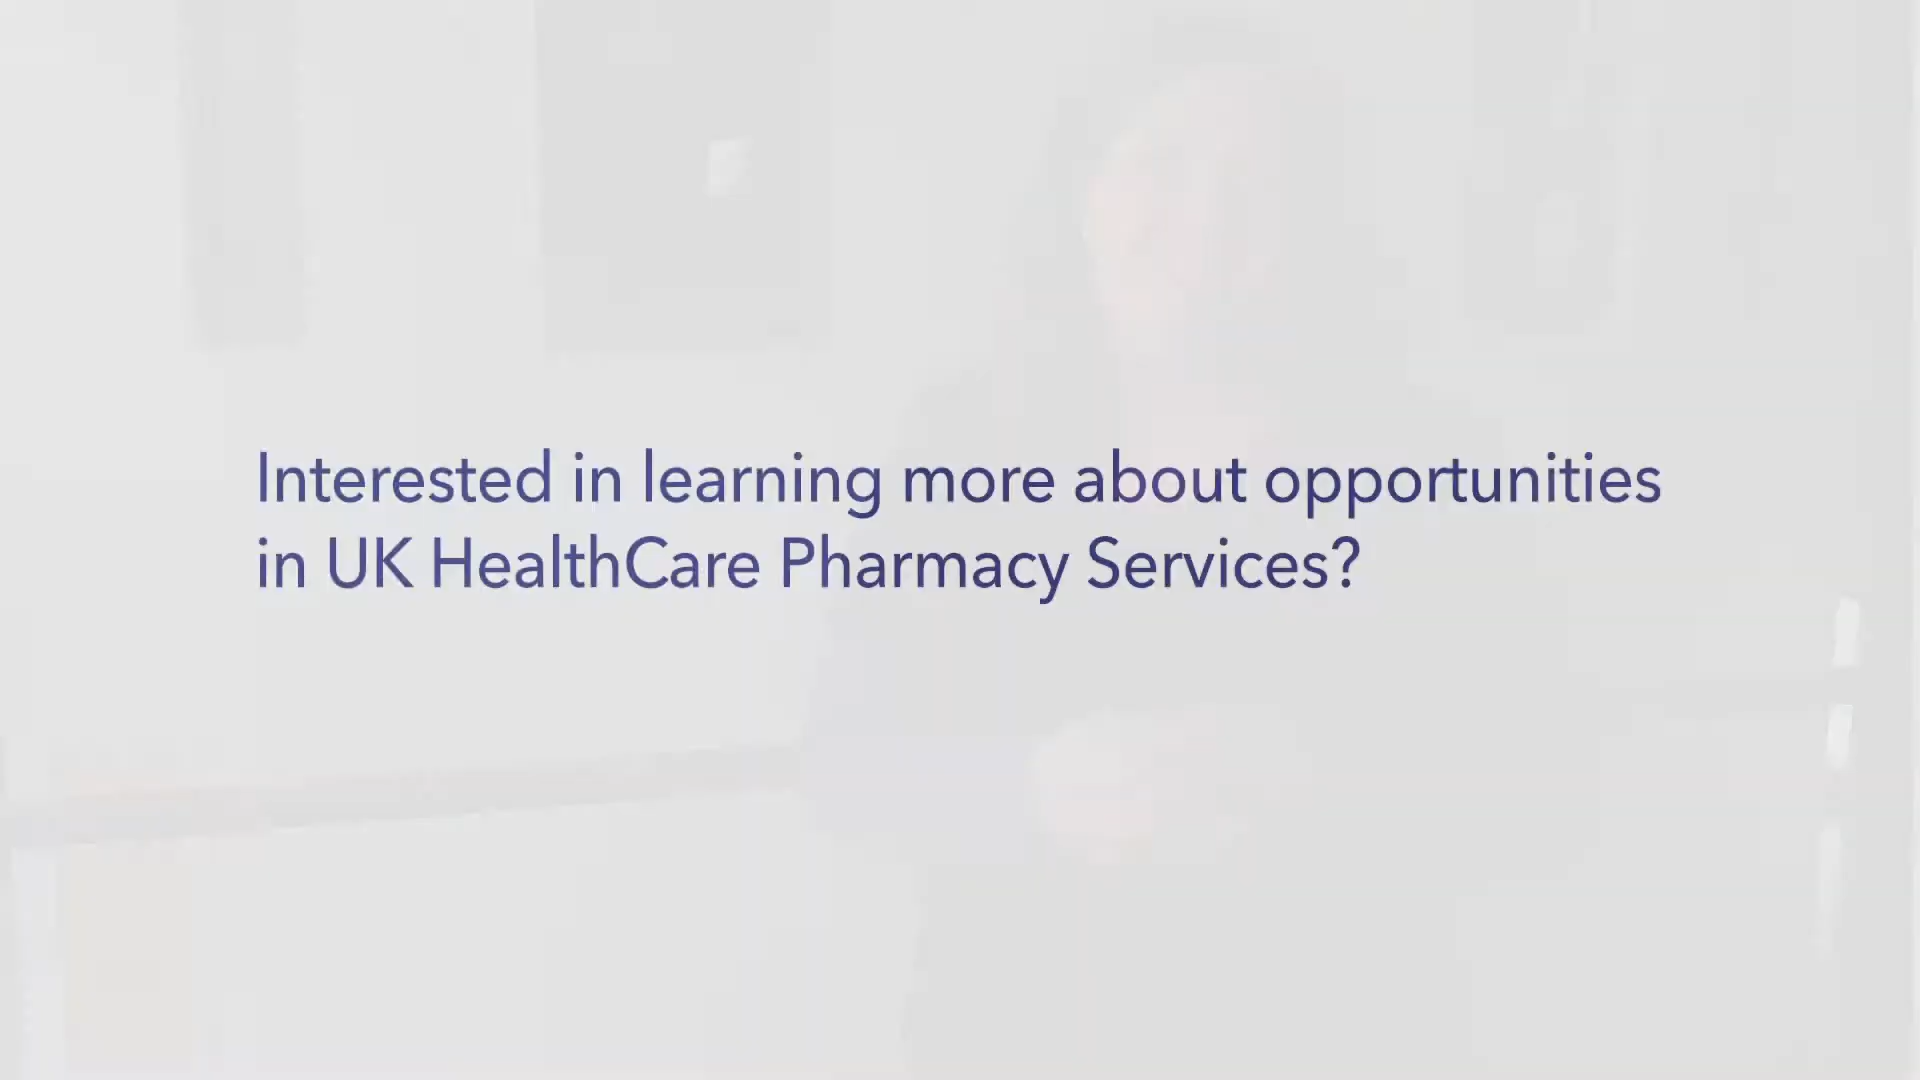 Interested in learning more about opportunities
in UK HealthCare Pharmacy Services?